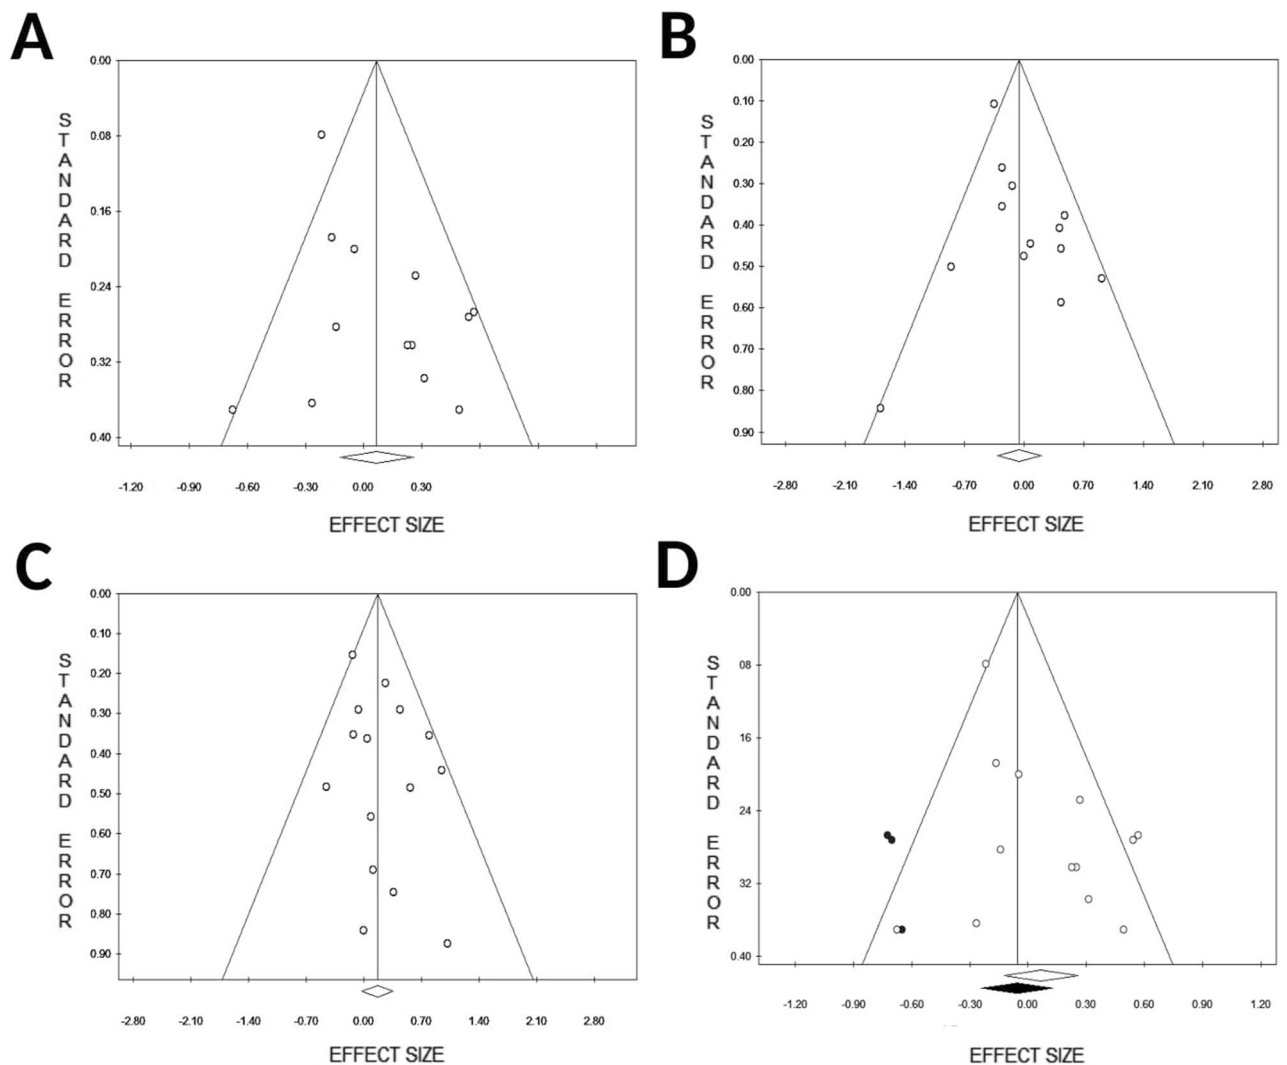 A
0.00
0.08
0.16
0.24
0.32
0.40
STANDARD ERROR
-1.20 -0.90 -0.60 -0.30 0.00 0.30
EFFECT SIZE
B
0.00
0.10
0.20
0.30
0.40
0.50
0.60
0.70
0.80
0.90
STANDARD ERROR
-2.80 -2.10 -1.40 -0.70 0.00 0.70 1.40 2.10 2.80
EFFECT SIZE
C
0.00
0.10
0.20
0.30
0.40
0.50
0.60
0.70
0.80
0.90
STANDARD ERROR
-2.80 -2.10 -1.40 -0.70 0.00 0.70 1.40 2.10 2.80
EFFECT SIZE
D
0.00
08
16
24
32
0.40
STANDARD ERROR
-1.20 -0.90 -0.60 -0.30 0.00 0.30 0.60 0.90 1.20
EFFECT SIZE